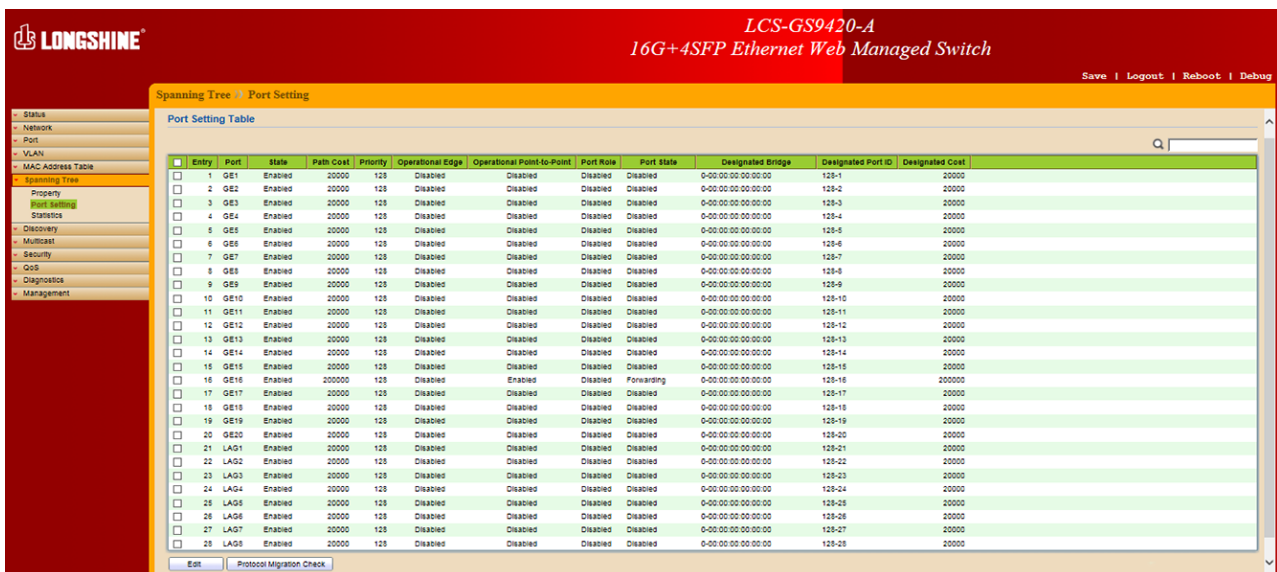 LONGSHINE®
LCS-GS9420-A
16G+4SFP Ethernet Web Managed Switch
Save | Logout | Reboot | Debug
Spanning Tree Port Setting
Status
Network
Port
VLAN
MAC Address Table
Spanning Tree
Property
Port Setting
Statistics
Discovery
Multicast
Security
QoS
Diagnostics
Management
Port Setting Table
Entry Port State Path Cost Priority Operational Edge Operational Point-to-Point Port Role Port State Designated Bridge Designated Port ID Designated Cost
1 GE1 Enabled 20000 128 Disabled Disabled Disabled Disabled 0-00:00:00:00:00:00 128-1 20000
2 GE2 Enabled 20000 128 Disabled Disabled Disabled Disabled 0-00:00:00:00:00:00 128-2 20000
3 GE3 Enabled 20000 128 Disabled Disabled Disabled Disabled 0-00:00:00:00:00:00 128-3 20000
4 GE4 Enabled 20000 128 Disabled Disabled Disabled Disabled 0-00:00:00:00:00:00 128-4 20000
5 GE5 Enabled 20000 128 Disabled Disabled Disabled Disabled 0-00:00:00:00:00:00 128-5 20000
6 GE6 Enabled 20000 128 Disabled Disabled Disabled Disabled 0-00:00:00:00:00:00 128-6 20000
7 GE7 Enabled 20000 128 Disabled Disabled Disabled Disabled 0-00:00:00:00:00:00 128-7 20000
8 GE8 Enabled 20000 128 Disabled Disabled Disabled Disabled 0-00:00:00:00:00:00 128-8 20000
9 GE9 Enabled 20000 128 Disabled Disabled Disabled Disabled 0-00:00:00:00:00:00 128-9 20000
10 GE10 Enabled 20000 128 Disabled Disabled Disabled Disabled 0-00:00:00:00:00:00 128-10 20000
11 GE11 Enabled 20000 128 Disabled Disabled Disabled Disabled 0-00:00:00:00:00:00 128-11 20000
12 GE12 Enabled 20000 128 Disabled Disabled Disabled Disabled 0-00:00:00:00:00:00 128-12 20000
13 GE13 Enabled 20000 128 Disabled Disabled Disabled Disabled 0-00:00:00:00:00:00 128-13 20000
14 GE14 Enabled 20000 128 Disabled Disabled Disabled Disabled 0-00:00:00:00:00:00 128-14 20000
15 GE15 Enabled 20000 128 Disabled Disabled Disabled Disabled 0-00:00:00:00:00:00 128-15 20000
16 GE16 Enabled 200000 128 Disabled Enabled Disabled Forwarding 0-00:00:00:00:00:00 128-16 200000
17 GE17 Enabled 20000 128 Disabled Disabled Disabled Disabled 0-00:00:00:00:00:00 128-17 20000
18 GE18 Enabled 20000 128 Disabled Disabled Disabled Disabled 0-00:00:00:00:00:00 128-18 20000
19 GE19 Enabled 20000 128 Disabled Disabled Disabled Disabled 0-00:00:00:00:00:00 128-19 20000
20 GE20 Enabled 20000 128 Disabled Disabled Disabled Disabled 0-00:00:00:00:00:00 128-20 20000
21 LAG1 Enabled 20000 128 Disabled Disabled Disabled Disabled 0-00:00:00:00:00:00 128-21 20000
22 LAG2 Enabled 20000 128 Disabled Disabled Disabled Disabled 0-00:00:00:00:00:00 128-22 20000
23 LAG3 Enabled 20000 128 Disabled Disabled Disabled Disabled 0-00:00:00:00:00:00 128-23 20000
24 LAG4 Enabled 20000 128 Disabled Disabled Disabled Disabled 0-00:00:00:00:00:00 128-24 20000
25 LAG5 Enabled 20000 128 Disabled Disabled Disabled Disabled 0-00:00:00:00:00:00 128-25 20000
26 LAG6 Enabled 20000 128 Disabled Disabled Disabled Disabled 0-00:00:00:00:00:00 128-26 20000
27 LAG7 Enabled 20000 128 Disabled Disabled Disabled Disabled 0-00:00:00:00:00:00 128-27 20000
28 LAG8 Enabled 20000 128 Disabled Disabled Disabled Disabled 0-00:00:00:00:00:00 128-28 20000
Edit Protocol Migration Check